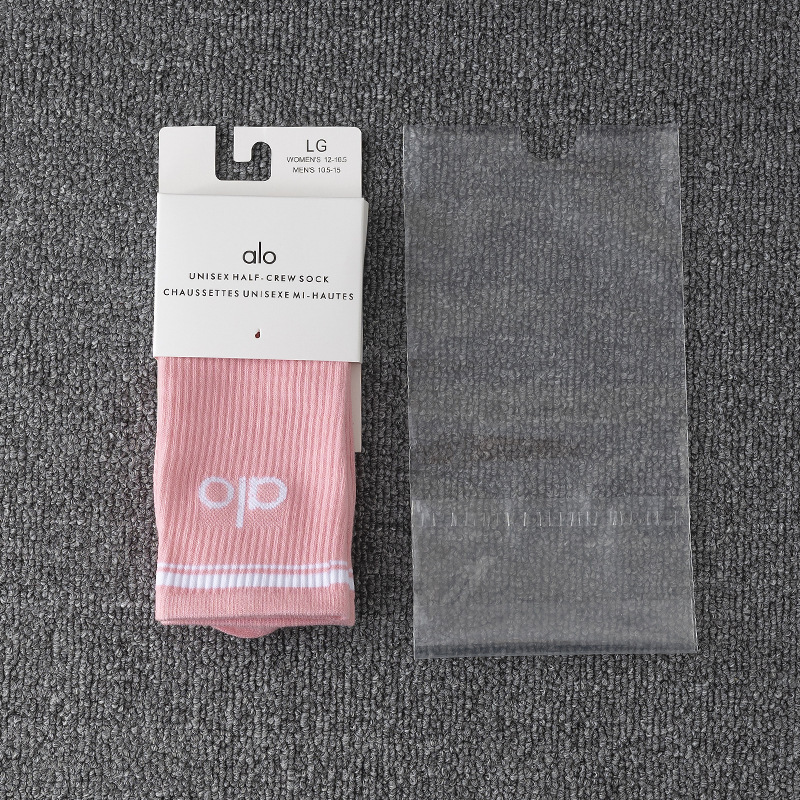 LG
WOMEN'S 12-16.5
MEN'S 10.5-15
alo
UNISEX HALF-CREW SOCK
CHAUSSETTES UNISEXE MI-HAUTES
alo